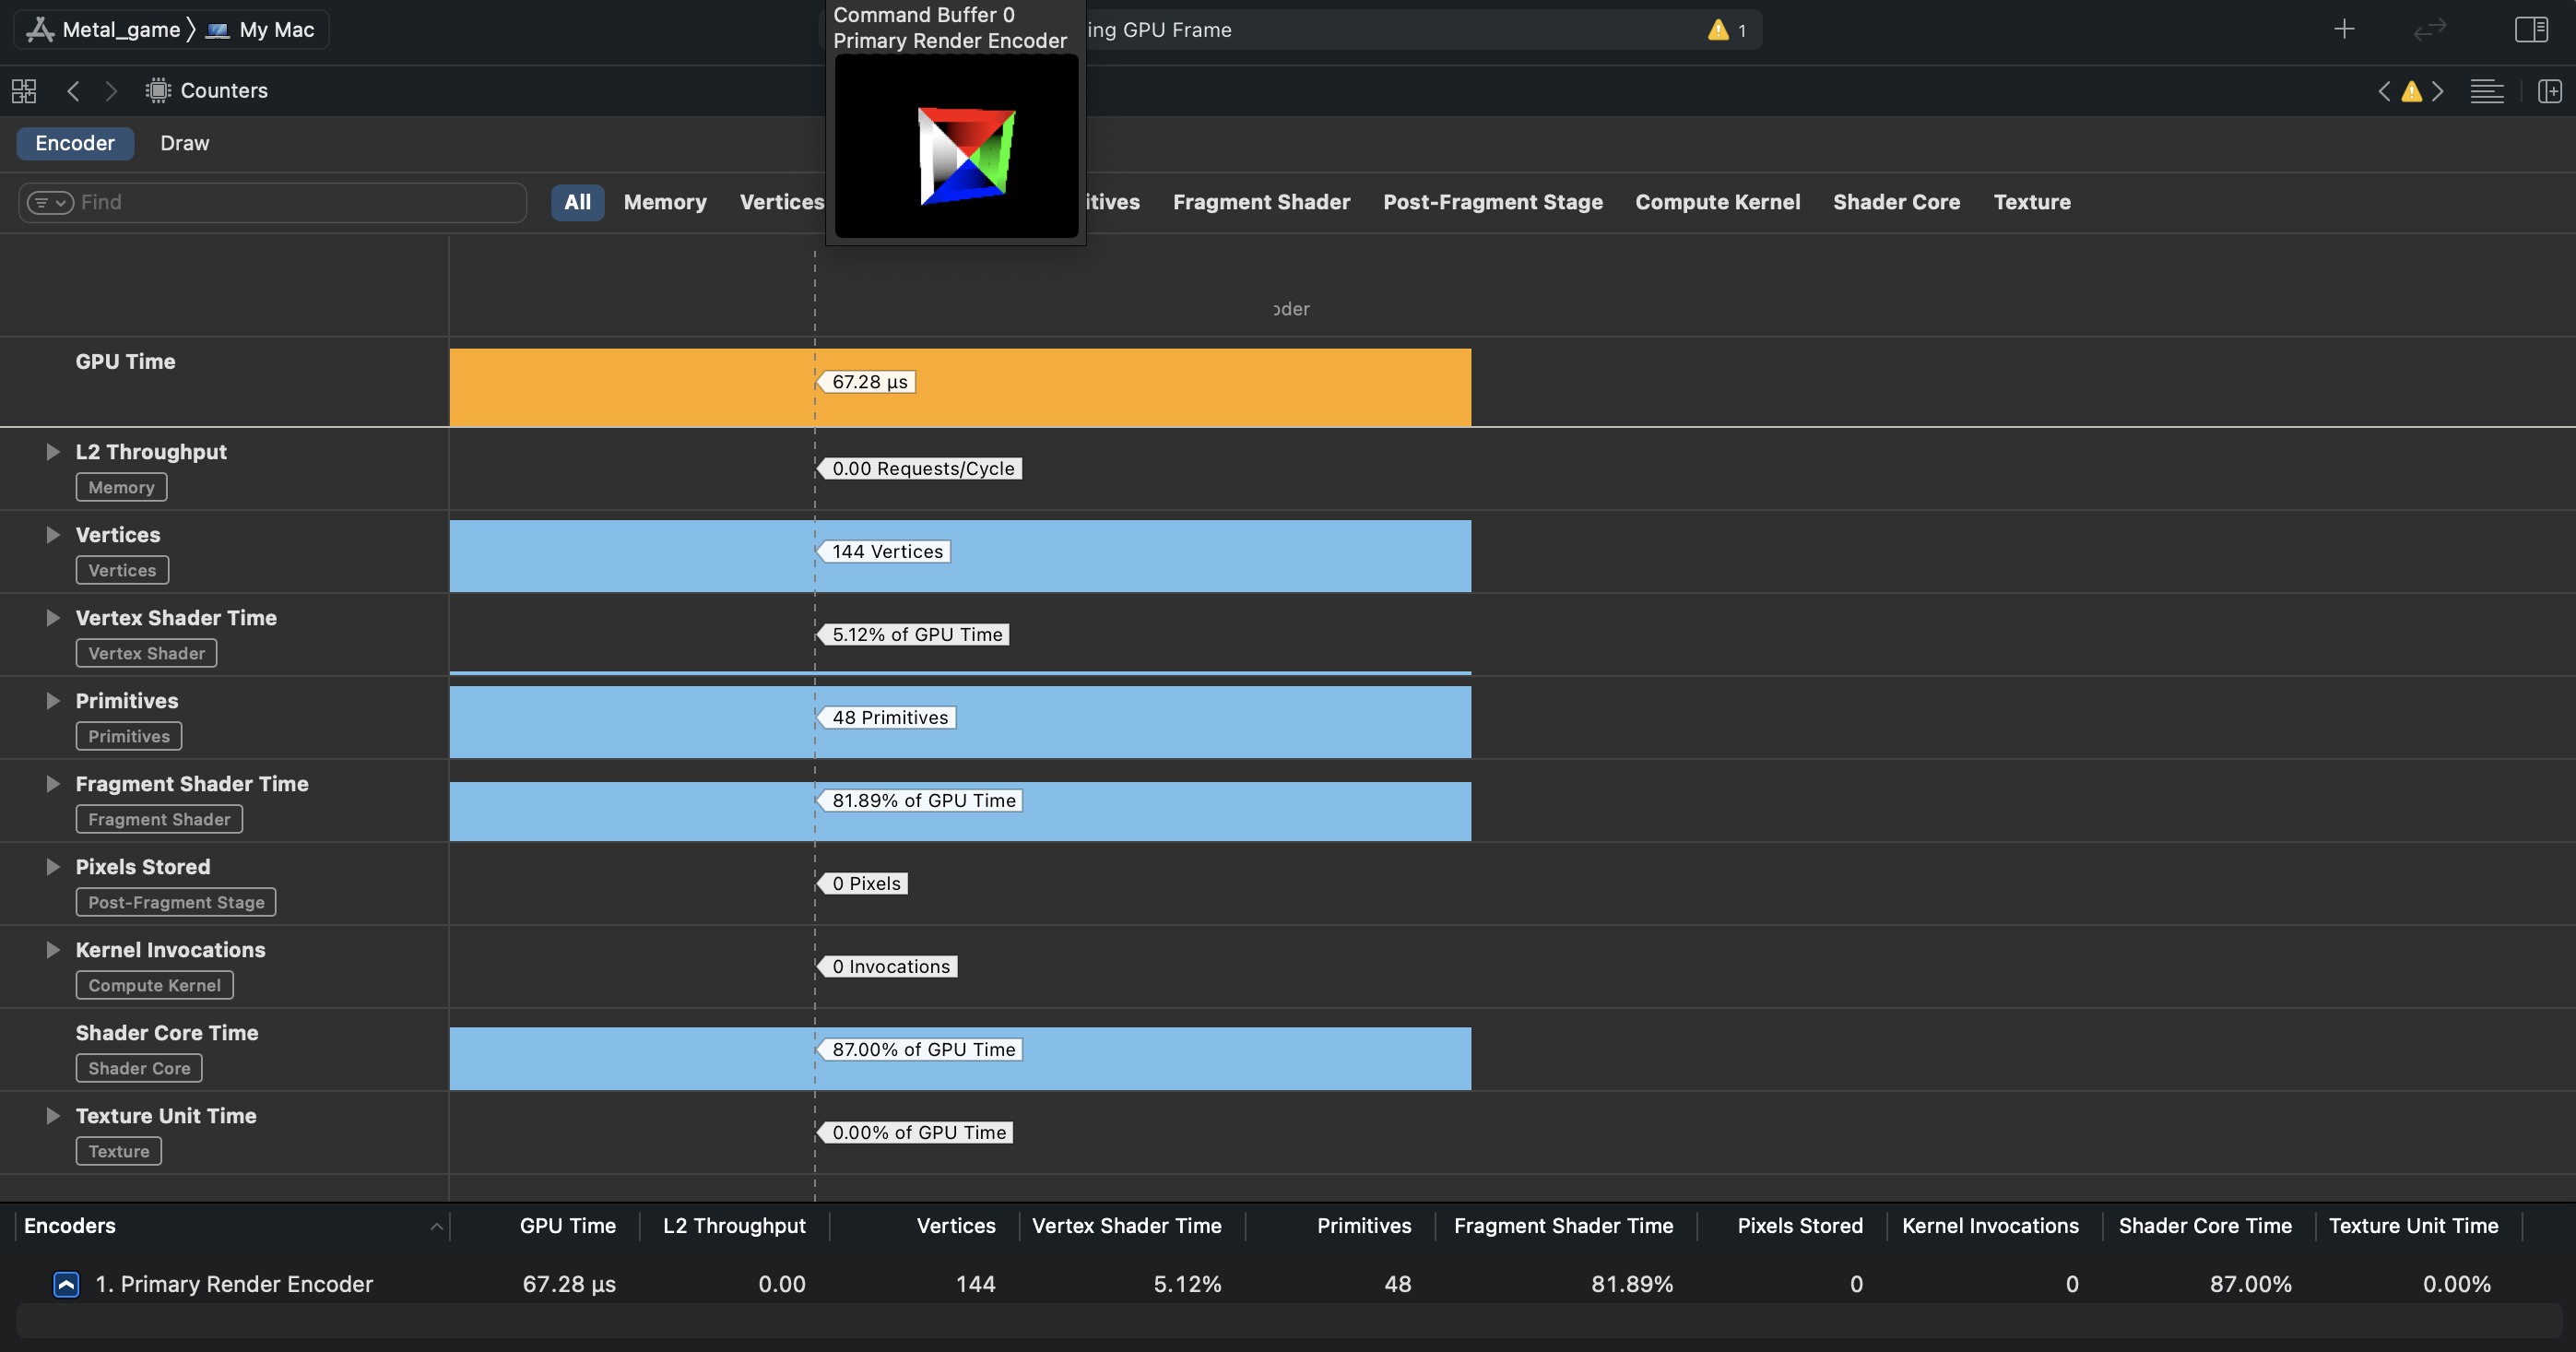 Metal_game
My Mac
Command Buffer 0
Primary Render Encoder
ing GPU Frame
1
Counters
Encoder
Draw
Find
All
Memory
Vertices
itives
Fragment Shader
Post-Fragment Stage
Compute Kernel
Shader Core
Texture
oder
GPU Time
67.28 µs
L2 Throughput
Memory
0.00 Requests/Cycle
Vertices
Vertices
144 Vertices
Vertex Shader Time
Vertex Shader
5.12% of GPU Time
Primitives
Primitives
48 Primitives
Fragment Shader Time
Fragment Shader
81.89% of GPU Time
Pixels Stored
Post-Fragment Stage
0 Pixels
Kernel Invocations
Compute Kernel
0 Invocations
Shader Core Time
Shader Core
87.00% of GPU Time
Texture Unit Time
Texture
0.00% of GPU Time
Encoders GPU Time L2 Throughput Vertices Vertex Shader Time Primitives Fragment Shader Time Pixels Stored Kernel Invocations Shader Core Time Texture Unit Time
1. Primary Render Encoder 67.28 µs 0.00 144 5.12% 48 81.89% 0 0 87.00% 0.00%